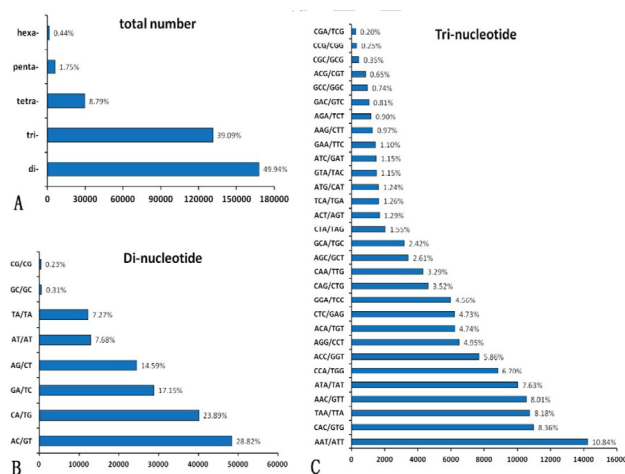 total number
hexa- 0.44%
penta- 1.75%
tetra- 8.79%
tri- 39.09%
di- 49.94%
0 30000 60000 90000 120000 150000 180000
A
Di-nucleotide
CG/CG 0.23%
GC/GC 0.31%
TA/TA 7.27%
AT/AT 7.68%
AG/CT 14.59%
GA/TC 17.15%
CA/TG 23.89%
AC/GT 28.82%
0 10000 20000 30000 40000 50000 60000
B
Tri-nucleotide
CGA/TCG 0.20%
CCG/CGG 0.25%
CGC/GCG 0.35%
ACG/CGT 0.65%
GCC/GGC 0.74%
GAC/GTC 0.81%
AGA/TCT 0.90%
AAG/CTT 0.97%
GAA/TTC 1.10%
ATC/GAT 1.15%
GTA/TAC 1.15%
ATG/CAT 1.24%
TCA/TGA 1.26%
ACT/AGT 1.29%
CTA/TAG 1.55%
GCA/TGC 2.42%
AGC/GCT 2.61%
CAA/TTG 3.29%
CAG/CTG 3.52%
GGA/TCC 4.56%
CTC/GAG 4.73%
ACA/TGT 4.74%
AGG/CCT 4.95%
ACC/GGT 5.86%
CCA/TGG 6.70%
ATA/TAT 7.63%
AAC/GTT 8.01%
TAA/TTA 8.18%
CAC/GTG 8.36%
AAT/ATT 10.84%
0 2000 4000 6000 8000 10000 12000 14000 16000
C